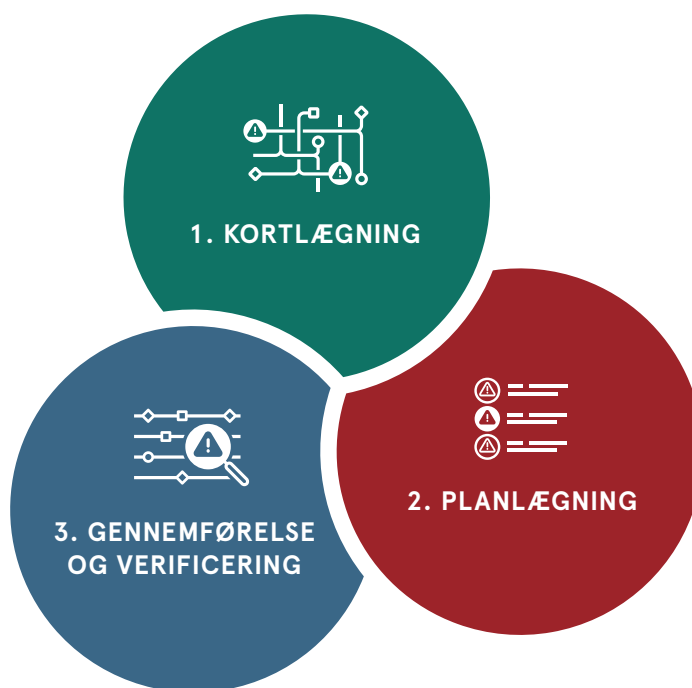 1. KORTLÆGNING
2. PLANLÆGNING
3. GENNEMFØRELSE
OG VERIFICERING